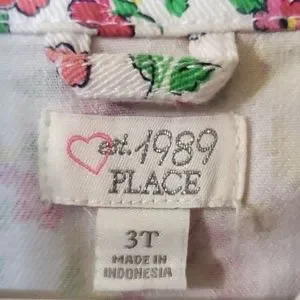 est. 1989
PLACE
3T
MADE IN
INDONESIA